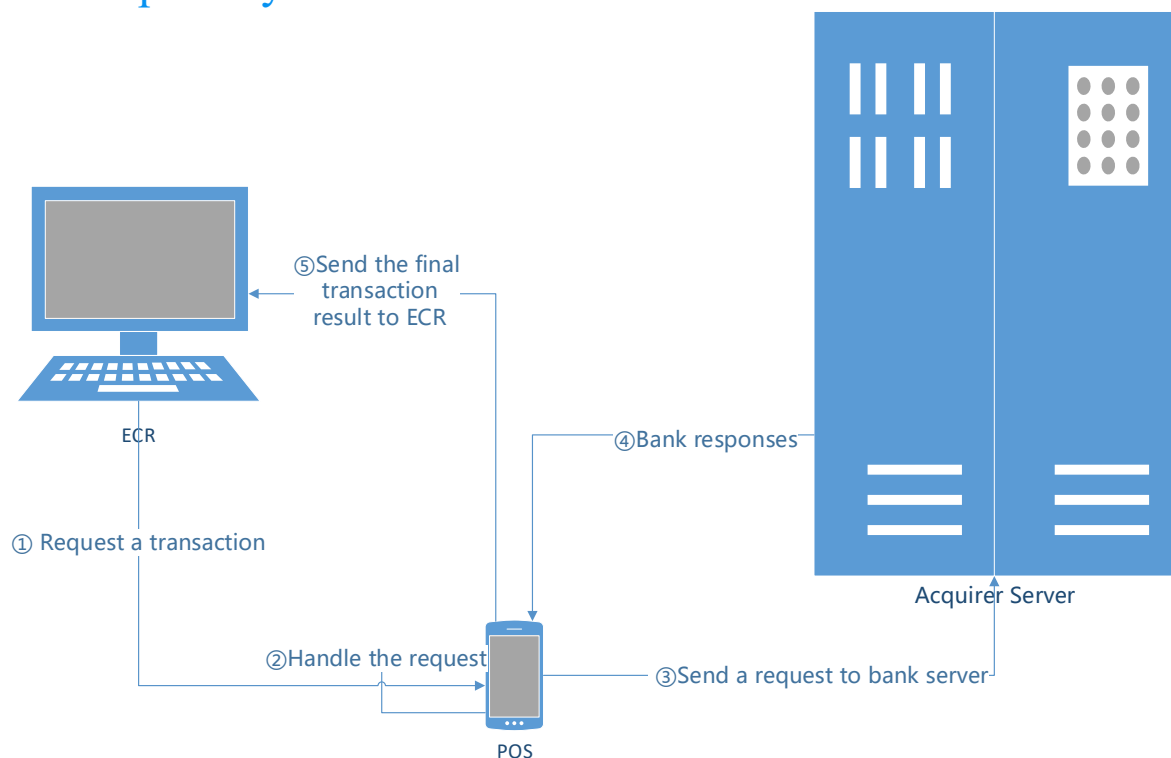 ⑤Send the final
transaction
result to ECR
ECR
④Bank responses
① Request a transaction
Acquirer Server
②Handle the request
③Send a request to bank server
POS